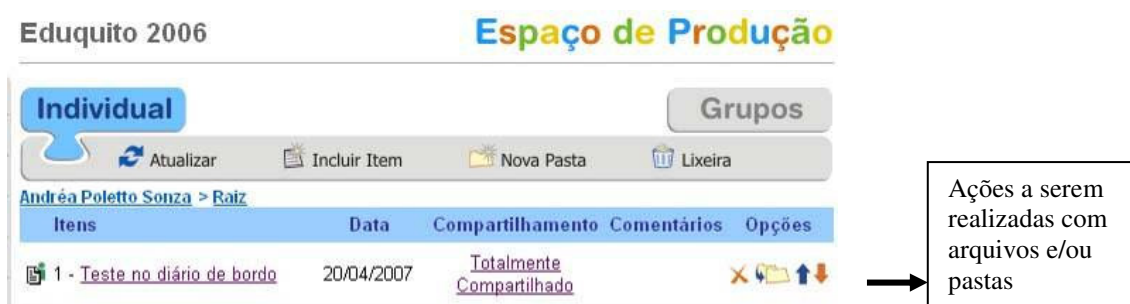 Eduquito 2006 Espaço de Produção
Individual Grupos
Atualizar Incluir Item Nova Pasta Lixeira
Andréa Poletto Sonza > Raiz
Itens Data Compartilhamento Comentários Opções
1 - Teste no diário de bordo 20/04/2007 Totalmente
Compartilhado
Ações a serem
realizadas com
arquivos e/ou
pastas